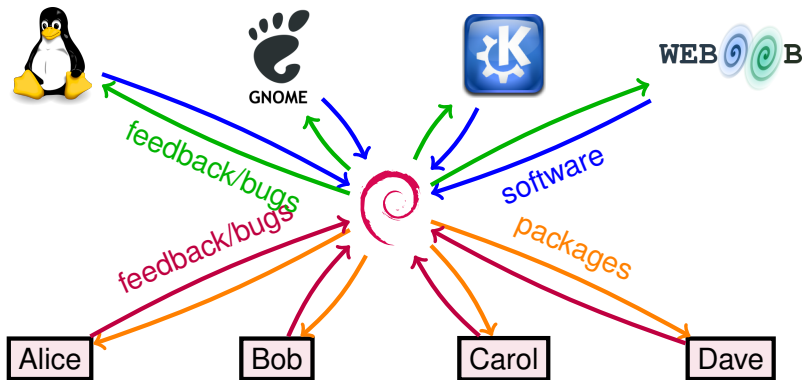 GNOME
K
WEB B
feedback/bugs
software
feedback/bugs
packages
Alice
Bob
Carol
Dave